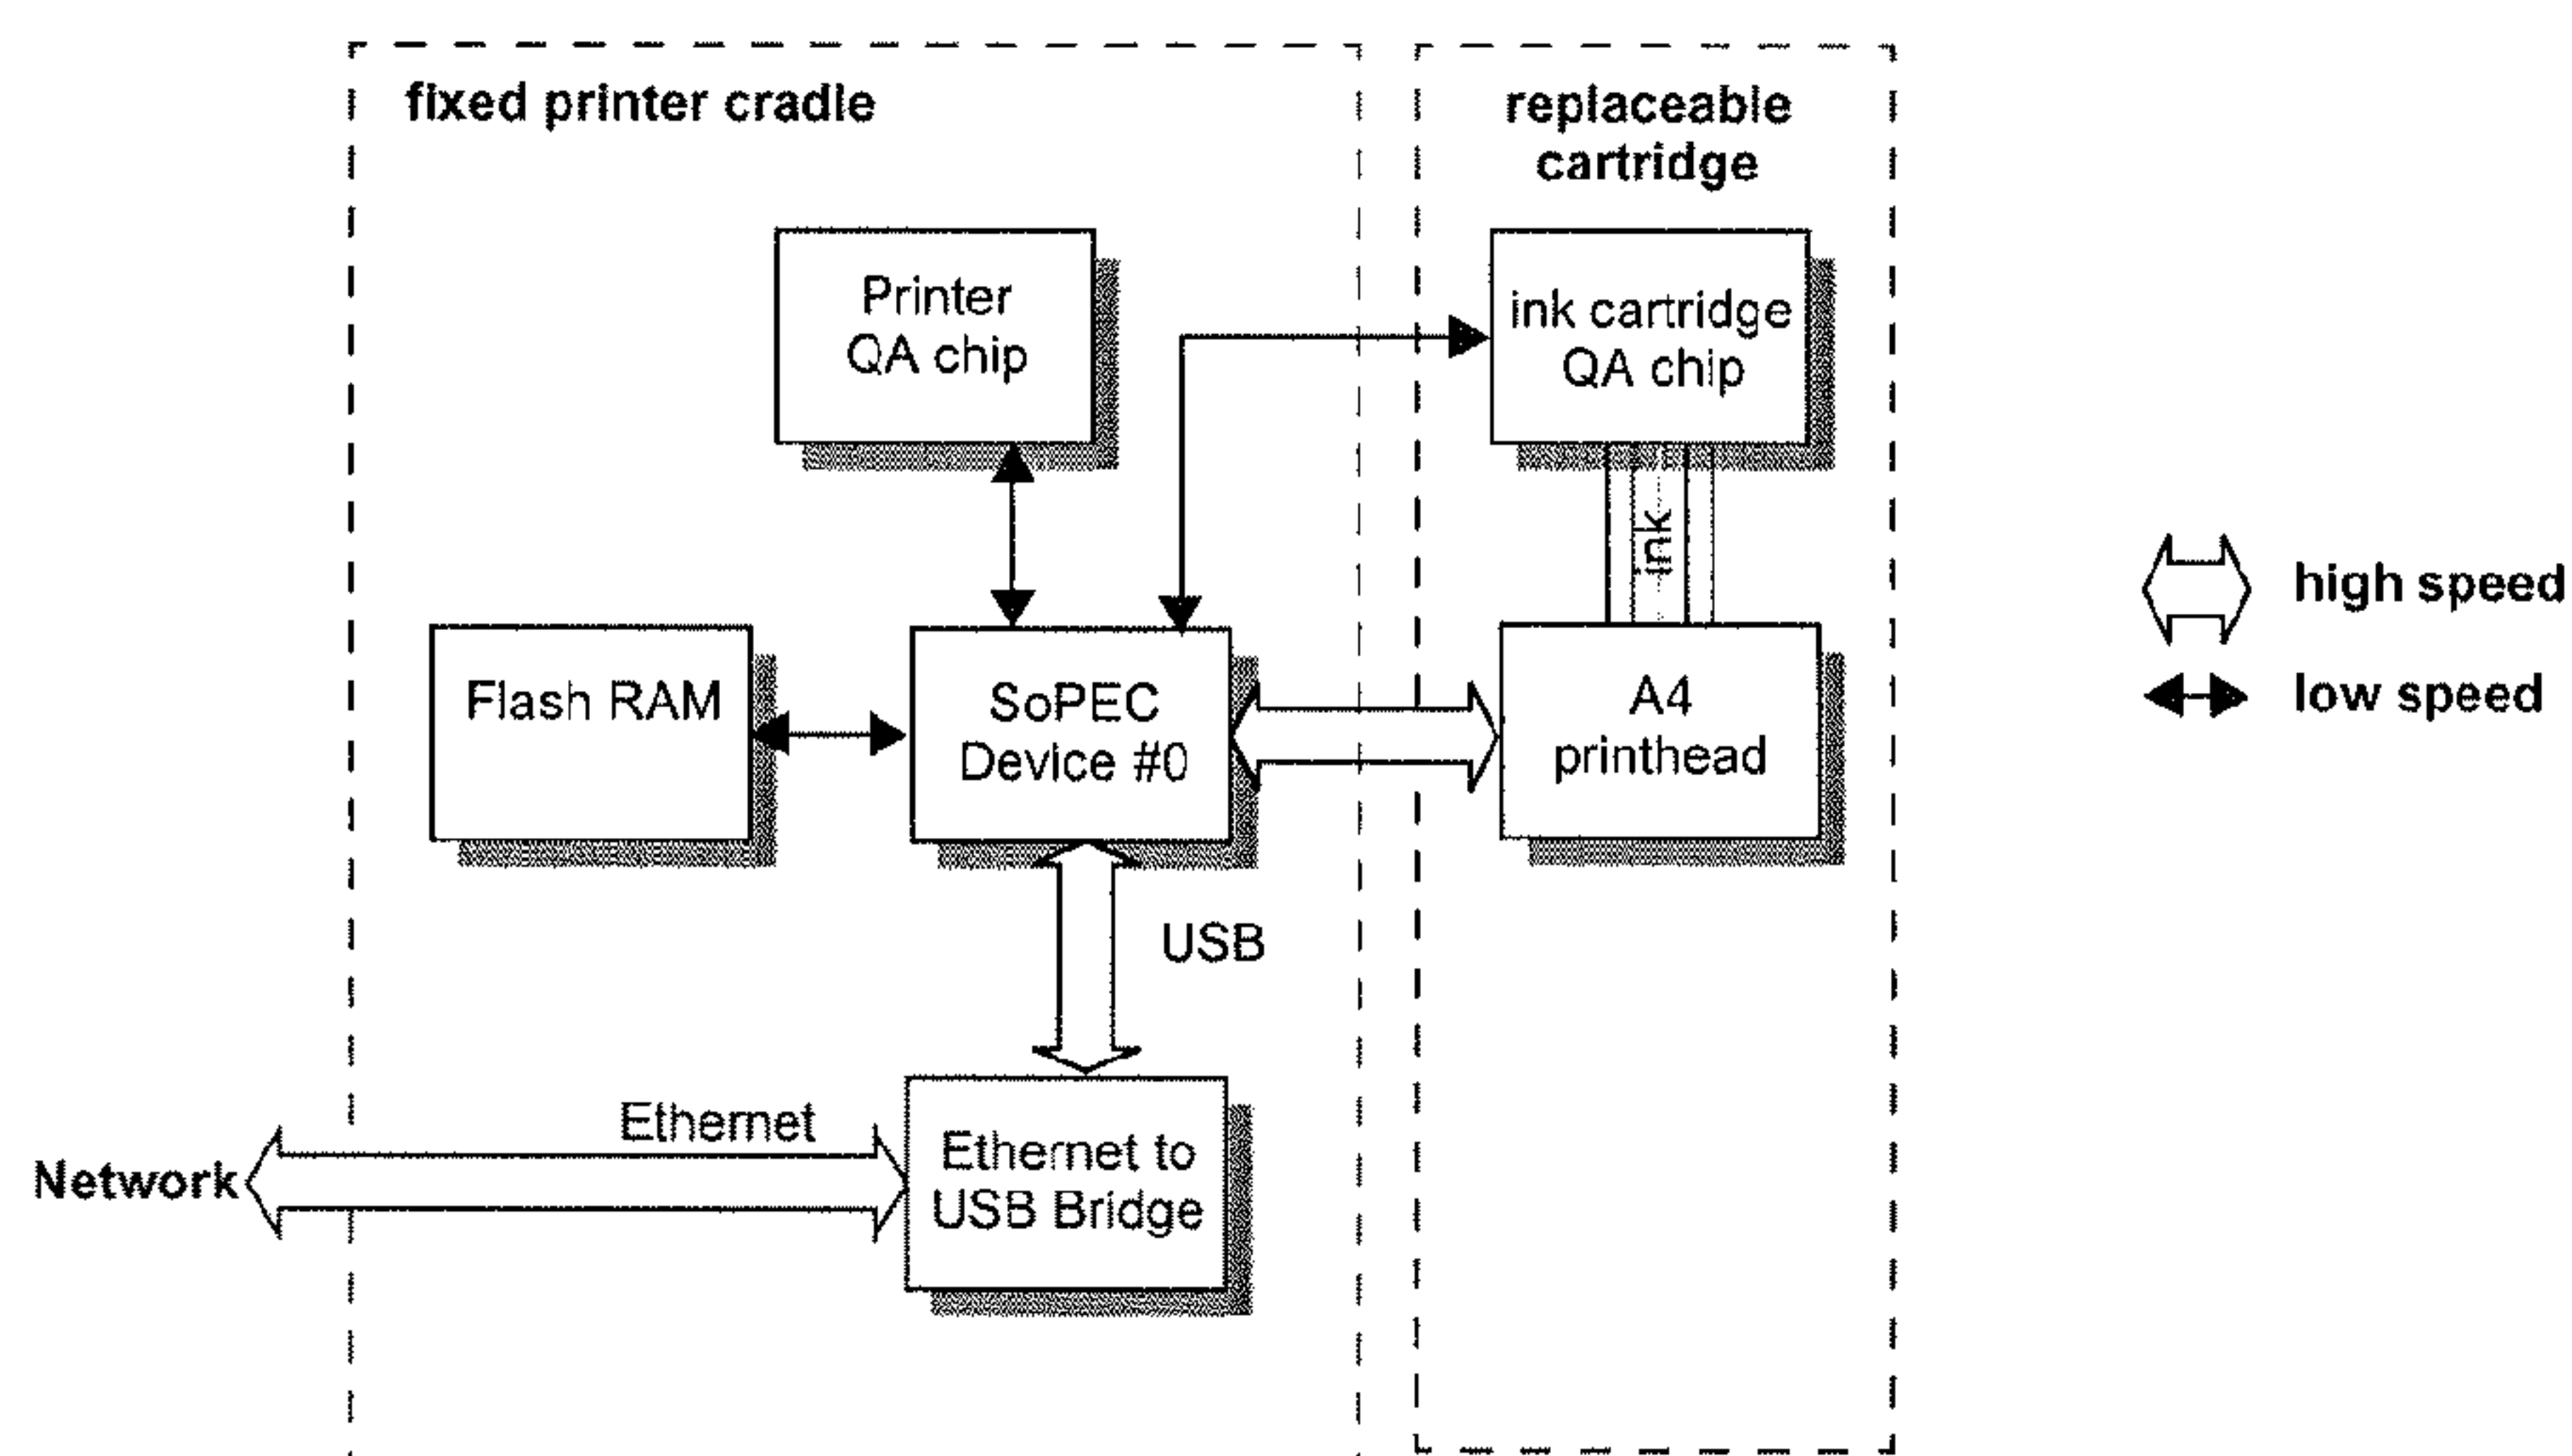 fixed printer cradle
replaceable
cartridge
Printer
QA chip
ink cartridge
QA chip
ink
high speed
low speed
Flash RAM
SoPEC
Device #0
A4
printhead
USB
Ethernet
Network
Ethernet to
USB Bridge